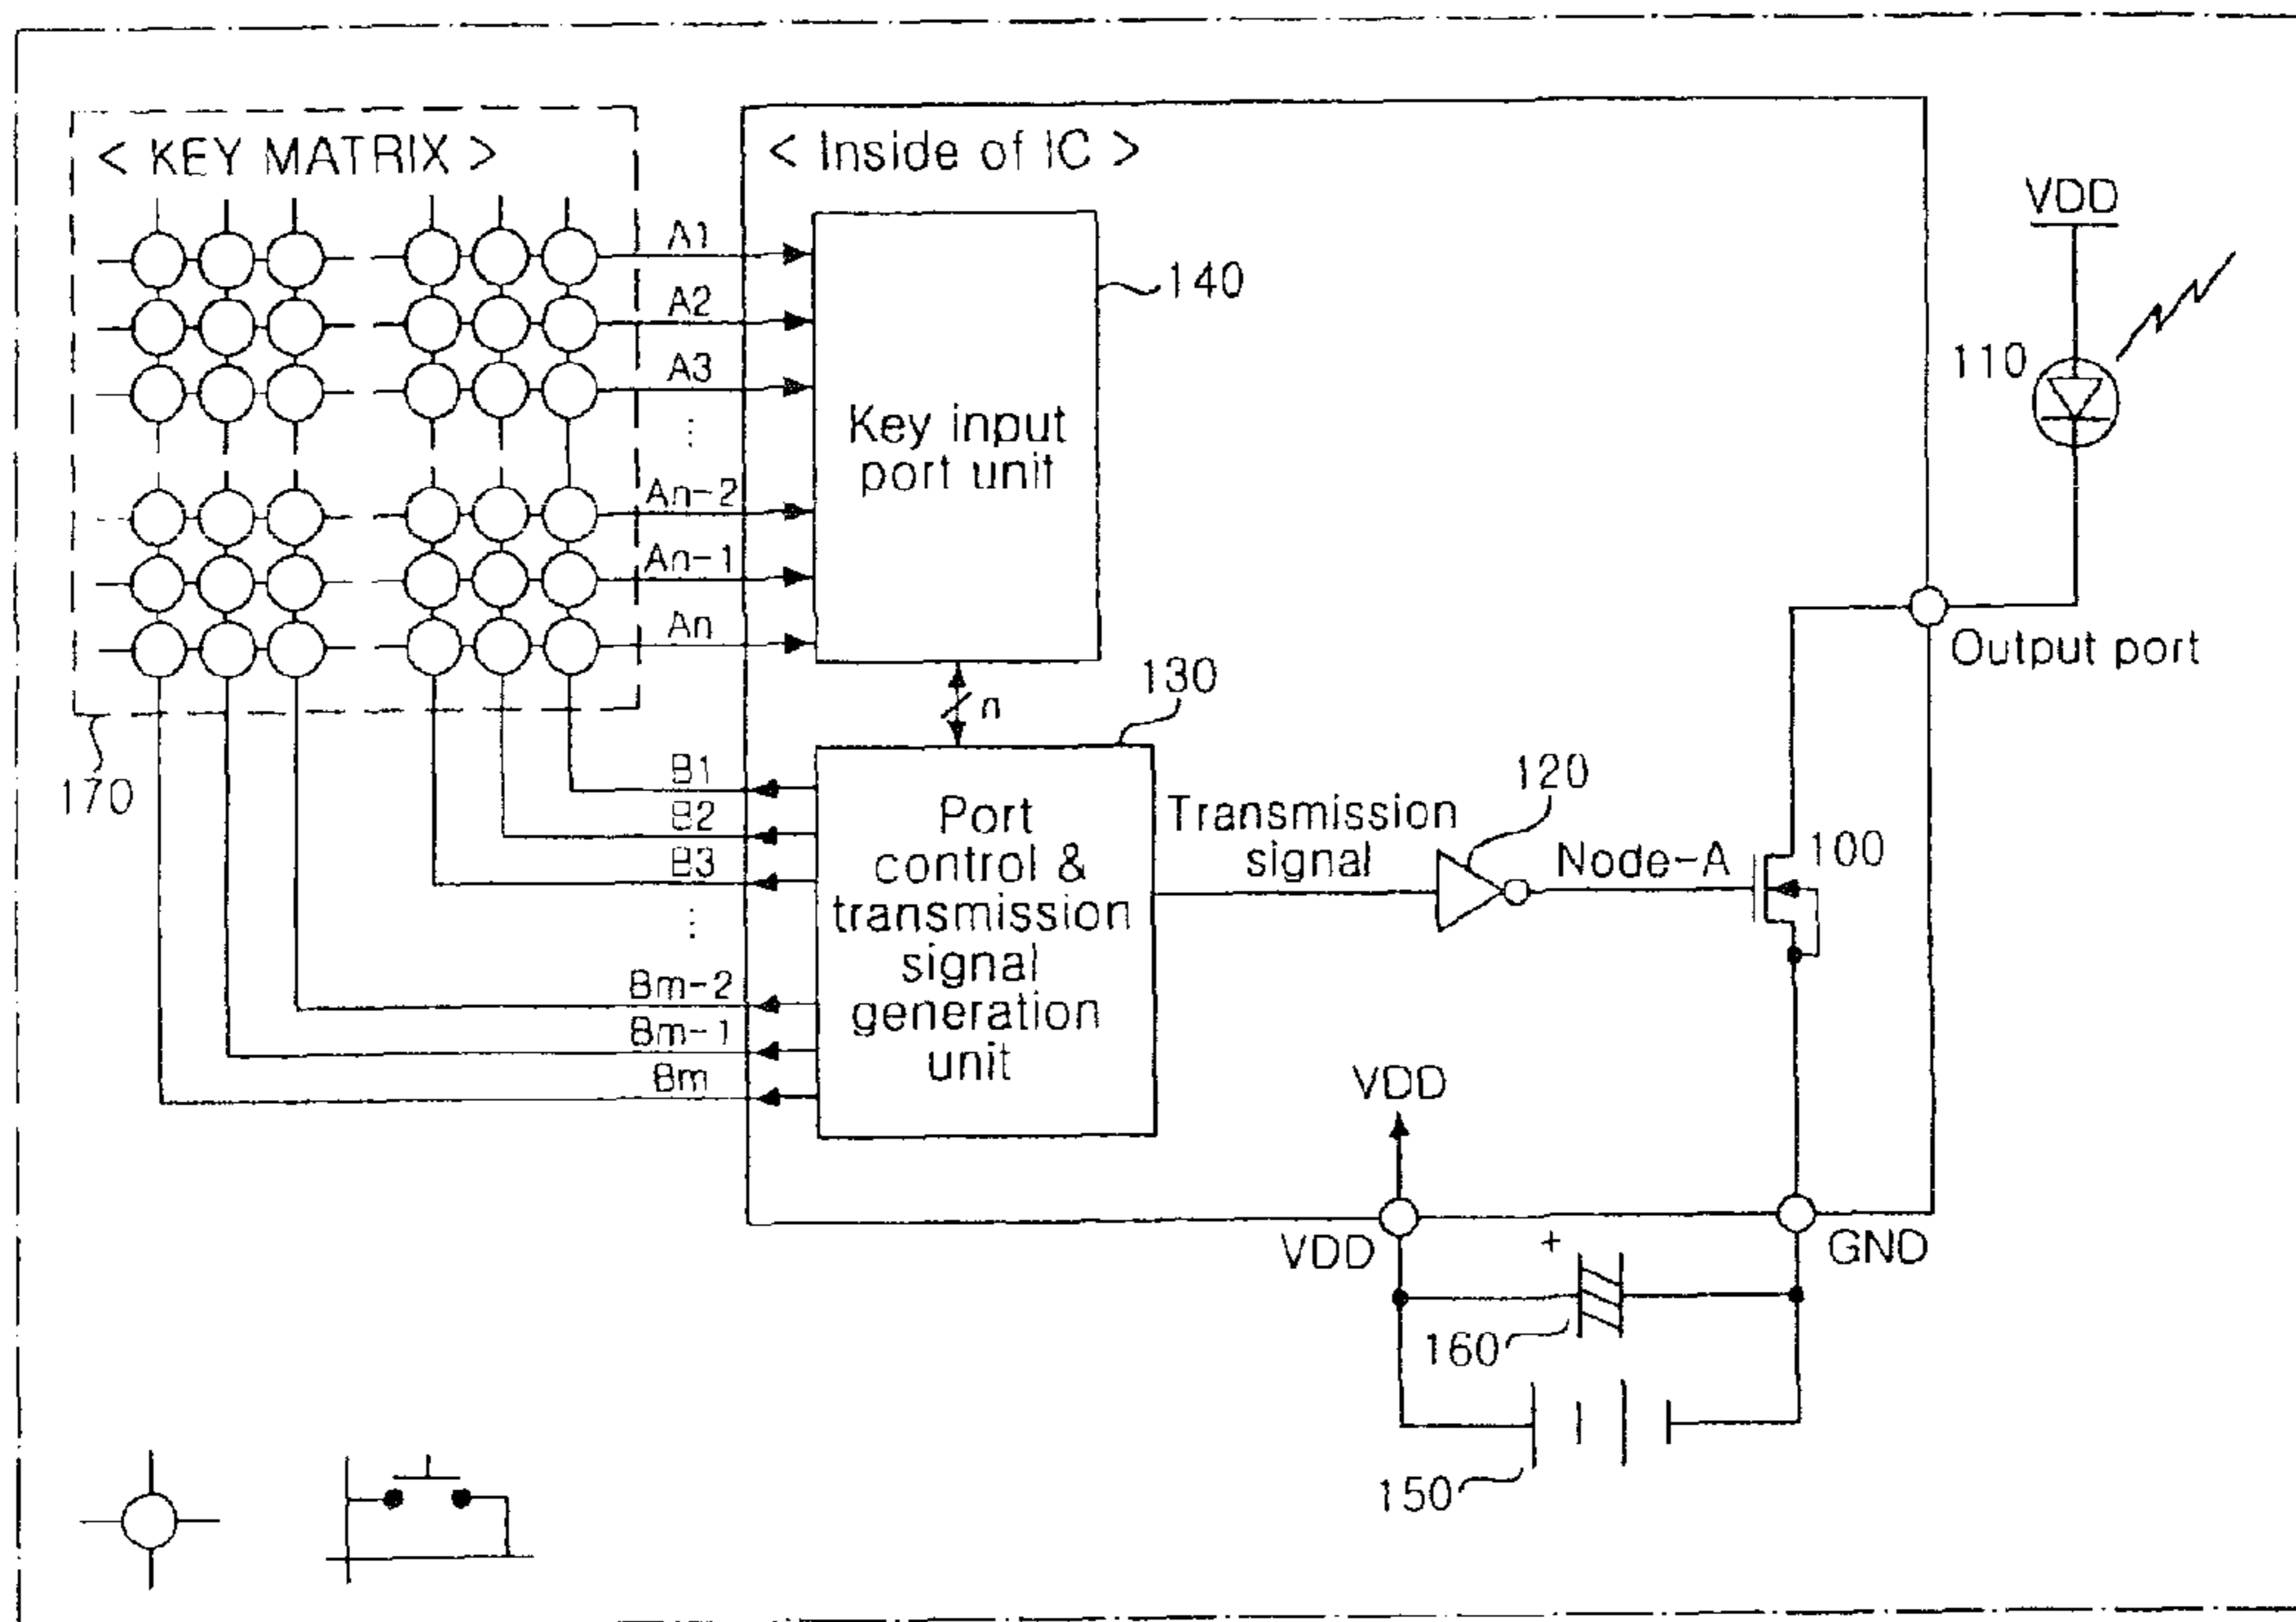 < KEY MATRIX >
< Inside of IC >
VDD
A1
A2
A3
⋮
An-2
An-1
An
Key input
port unit
140
110
Output port
n
130
170
B1
B2
B3
⋮
Bm-2
Bm-1
Bm
Port
control &
transmission
signal
generation
unit
Transmission
signal
120
Node-A
100
VDD
VDD
+
GND
160
150